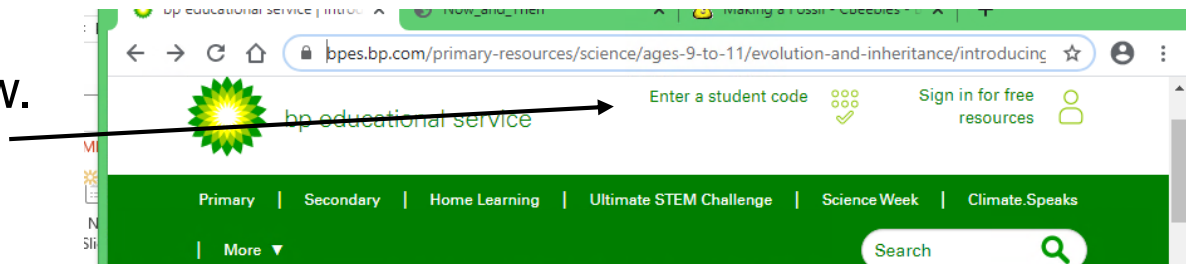 bp educational service | Introd
Now_and_Then
Making a Fossil - CBeebies - B
w.
bpes.bp.com/primary-resources/science/ages-9-to-11/evolution-and-inheritance/introducing
Enter a student code
Sign in for free
resources
bp educational service
Primary | Secondary | Home Learning | Ultimate STEM Challenge | Science Week | Climate.Speaks
| More ▼
Search